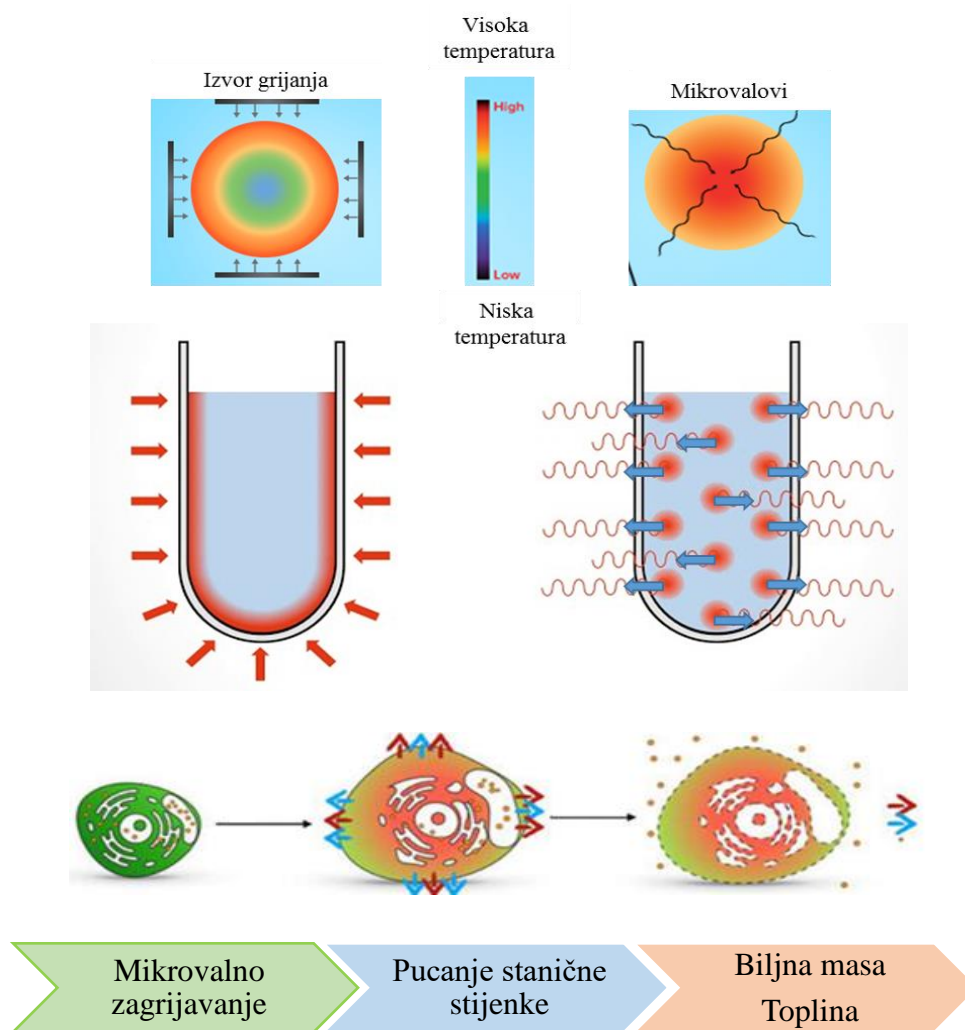 Visoka
temperatura
Izvor grijanja
Mikrovalovi
High
Low
Niska
temperatura
Mikrovalno
zagrijavanje
Pucanje stanične
stijenke
Biljna masa
Toplina